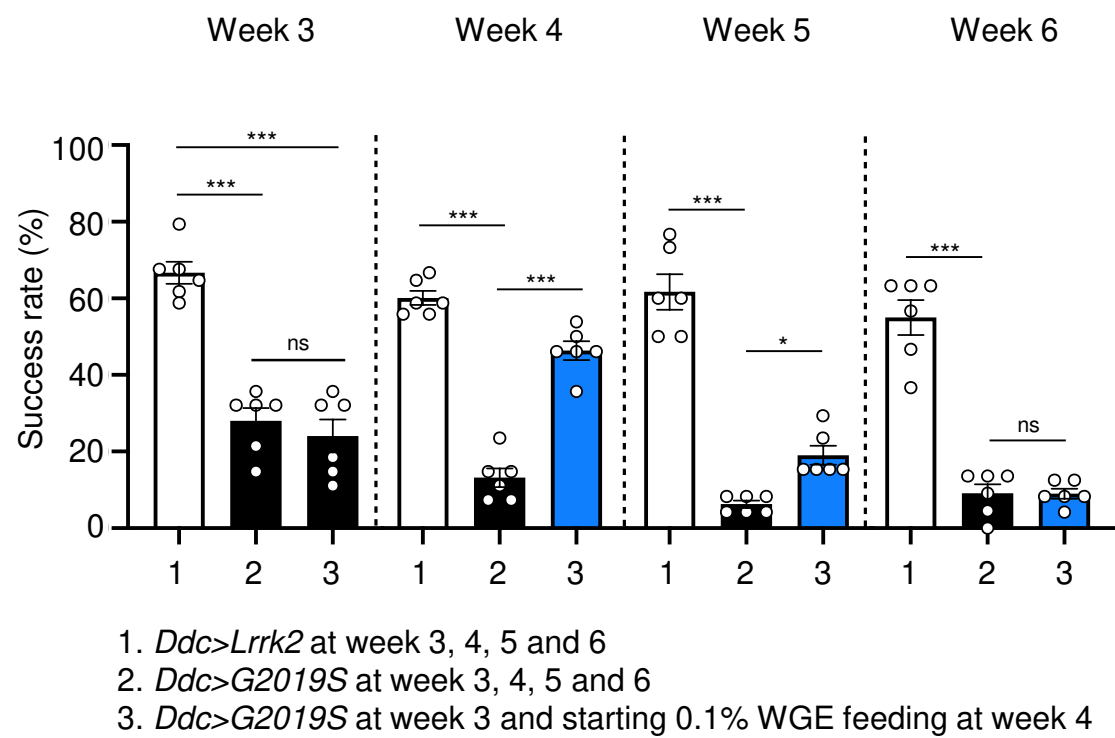 Week 3 Week 4 Week 5 Week 6
Success rate (%)
100
80
60
40
20
0
*** *** ns
*** ***
*** *
*** ns
1 2 3 1 2 3 1 2 3 1 2 3
1. Ddc>Lrrk2 at week 3, 4, 5 and 6
2. Ddc>G2019S at week 3, 4, 5 and 6
3. Ddc>G2019S at week 3 and starting 0.1% WGE feeding at week 4